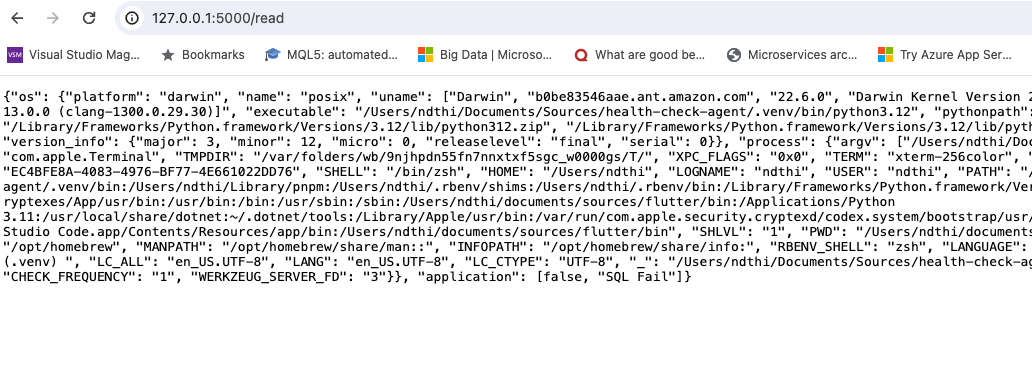 127.0.0.1:5000/read
VSM Visual Studio Mag... Bookmarks MQL5: automated... Big Data | Microso... What are good be... Microservices arc... Try Azure App Ser...
{"os": {"platform": "darwin", "name": "posix", "uname": ["Darwin", "b0be83546aae.ant.amazon.com", "22.6.0", "Darwin Kernel Version 2
13.0.0 (clang-1300.0.29.30)]", "executable": "/Users/ndthi/Documents/Sources/health-check-agent/.venv/bin/python3.12", "pythonpath":
"/Library/Frameworks/Python.framework/Versions/3.12/lib/python312.zip", "/Library/Frameworks/Python.framework/Versions/3.12/lib/pyth
"version_info": {"major": 3, "minor": 12, "micro": 0, "releaselevel": "final", "serial": 0}}, "process": {"argv": ["/Users/ndthi/Doc
"com.apple.Terminal", "TMPDIR": "/var/folders/wb/9njhpdn55fn7nnxtxf5sgc_w0000gs/T/", "XPC_FLAGS": "0x0", "TERM": "xterm-256color",
"EC4BFE8A-4083-4976-BF77-4E661022DD76", "SHELL": "/bin/zsh", "HOME": "/Users/ndthi", "LOGNAME": "ndthi", "USER": "ndthi", "PATH": "/
agent/.venv/bin:/Users/ndthi/Library/pnpm:/Users/ndthi/.rbenv/shims:/Users/ndthi/.rbenv/bin:/Library/Frameworks/Python.framework/Ve
ryptexes/App/usr/bin:/usr/bin:/bin:/usr/sbin:/sbin:/Users/ndthi/documents/sources/flutter/bin:/Applications/Python
3.11:/usr/local/share/dotnet:~/.dotnet/tools:/Library/Apple/usr/bin:/var/run/com.apple.security.cryptexd/codex.system/bootstrap/usr/
Studio Code.app/Contents/Resources/app/bin:/Users/ndthi/documents/sources/flutter/bin", "SHLVL": "1", "PWD": "/Users/ndthi/documents
"/opt/homebrew", "MANPATH": "/opt/homebrew/share/man::", "INFOPATH": "/opt/homebrew/share/info:", "RBENV_SHELL": "zsh", "LANGUAGE":
(.venv) ", "LC_ALL": "en_US.UTF-8", "LANG": "en_US.UTF-8", "LC_CTYPE": "UTF-8", "_": "/Users/ndthi/Documents/Sources/health-check-ag
"CHECK_FREQUENCY": "1", "WERKZEUG_SERVER_FD": "3"}}, "application": [false, "SQL Fail"]}